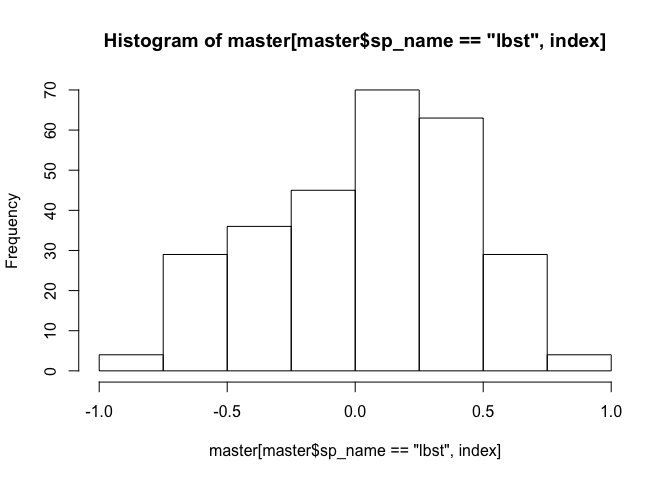 Histogram of master[master$sp_name == "lbst", index]
Frequency
70
60
50
40
30
20
10
0
-1.0 -0.5 0.0 0.5 1.0
master[master$sp_name == "lbst", index]